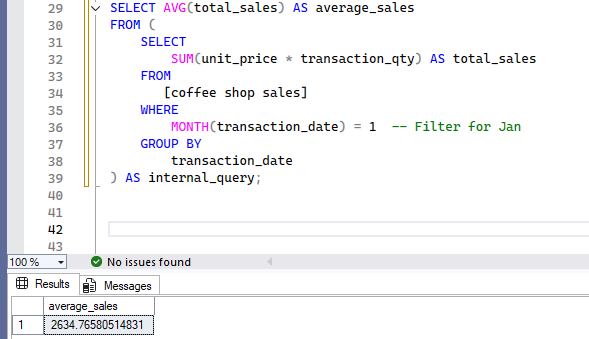 29 SELECT AVG(total_sales) AS average_sales
30 FROM (
31 SELECT
32 SUM(unit_price * transaction_qty) AS total_sales
33 FROM
34 [coffee shop sales]
35 WHERE
36 MONTH(transaction_date) = 1 -- Filter for Jan
37 GROUP BY
38 transaction_date
39 ) AS internal_query;
40
41
42
43
100 % No issues found
Results Messages
average_sales
1 2634.76580514831